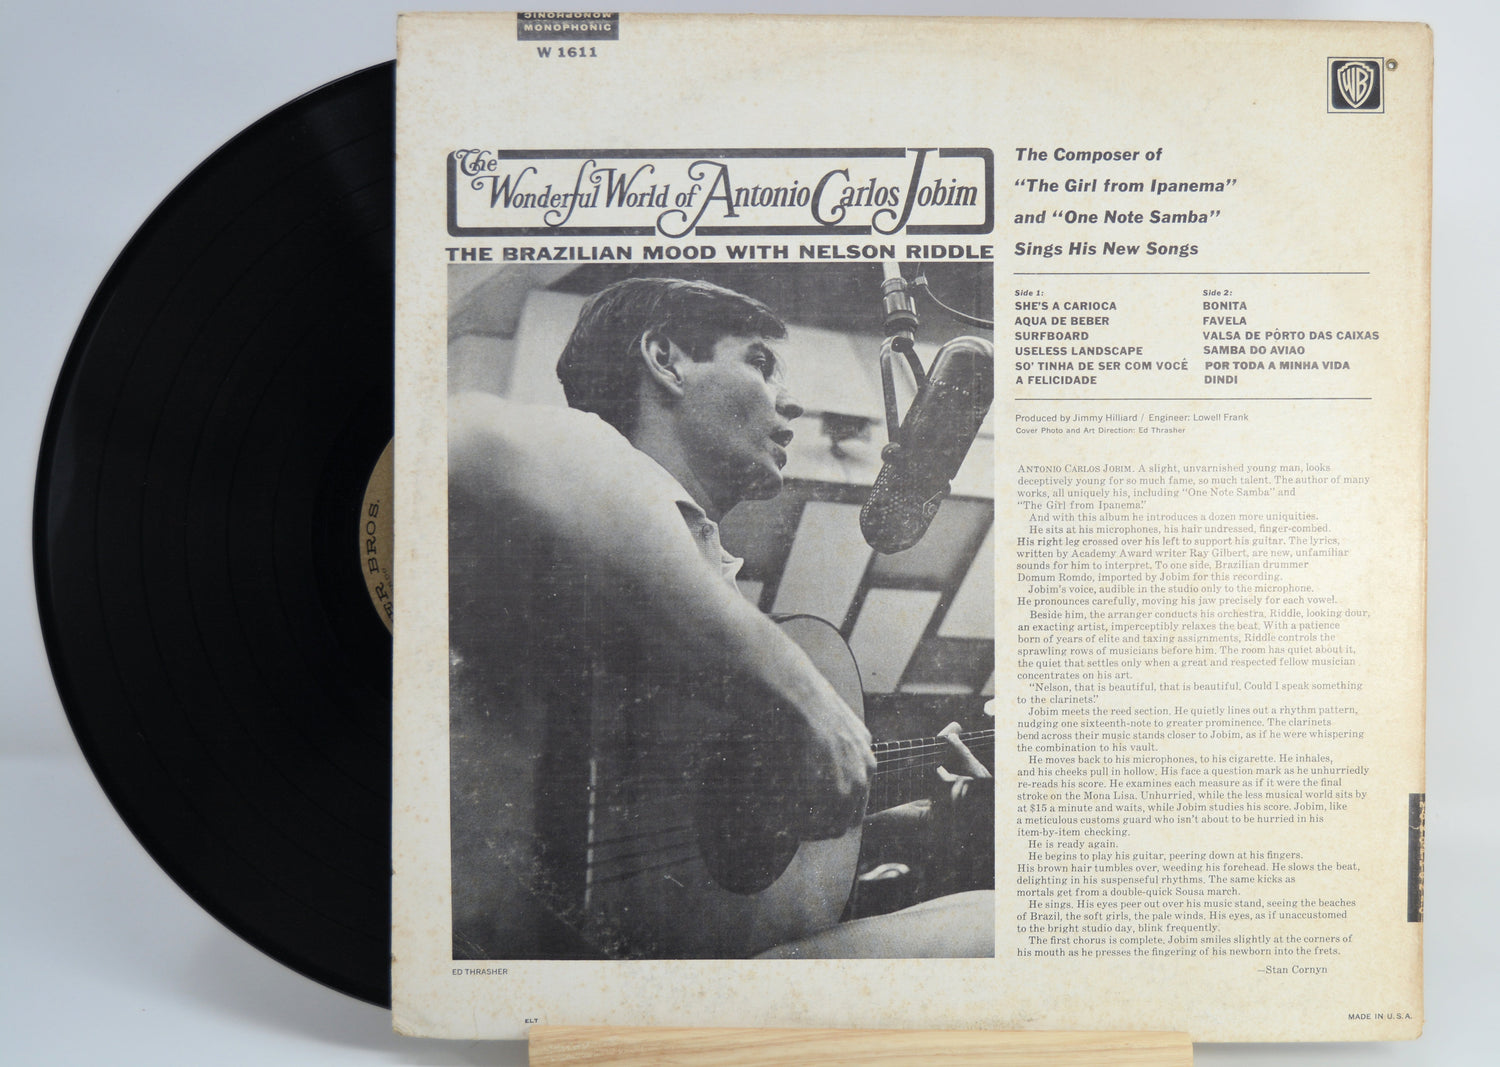 MONOPHONIC
MONOPHONIC
W 1611
WB
The Wonderful World of Antonio Carlos Jobim
THE BRAZILIAN MOOD WITH NELSON RIDDLE
The Composer of
“The Girl from Ipanema”
and “One Note Samba”
Sings His New Songs
Side 1:
SHE'S A CARIOCA
AQUA DE BEBER
SURFBOARD
USELESS LANDSCAPE
SO' TINHA DE SER COM VOCÊ
A FELICIDADE
Side 2:
BONITA
FAVELA
VALSA DE PÔRTO DAS CAIXAS
SAMBA DO AVIAO
POR TODA A MINHA VIDA
DINDI
Produced by Jimmy Hilliard / Engineer: Lowell Frank
Cover Photo and Art Direction: Ed Thrasher
ANTONIO CARLOS JOBIM. A slight, unvarnished young man, looks
deceptively young for so much fame, so much talent. The author of many
works, all uniquely his, including “One Note Samba” and
“The Girl from Ipanema.”
And with this album he introduces a dozen more uniquities.
He sits at his microphones, his hair undressed, finger-combed.
His right leg crossed over his left to support his guitar. The lyrics,
written by Academy Award writer Ray Gilbert, are new, unfamiliar
sounds for him to interpret. To one side, Brazilian drummer
Domum Romdo, imported by Jobim for this recording.
Jobim's voice, audible in the studio only to the microphone.
He pronounces carefully, moving his jaw precisely for each vowel.
Beside him, the arranger conducts his orchestra. Riddle, looking dour,
an exacting artist, imperceptibly relaxes the beat. With a patience
born of years of elite and taxing assignments, Riddle controls the
sprawling rows of musicians before him. The room has quiet about it,
the quiet that settles only when a great and respected fellow musician
concentrates on his art.
“Nelson, that is beautiful, that is beautiful. Could I speak something
to the clarinets.”
Jobim meets the reed section. He quietly lines out a rhythm pattern,
nudging one sixteenth-note to greater prominence. The clarinets
bend across their music stands closer to Jobim, as if he were whispering
the combination to his vault.
He moves back to his microphones, to his cigarette. He inhales,
and his cheeks pull in hollow. His face a question mark as he unhurriedly
re-reads his score. He examines each measure as if it were the final
stroke on the Mona Lisa. Unhurried, while the less musical world sits by
at $15 a minute and waits, while Jobim studies his score. Jobim, like
a meticulous customs guard who isn't about to be hurried in his
item-by-item checking.
He is ready again.
He begins to play his guitar, peering down at his fingers.
His brown hair tumbles over, weeding his forehead. He slows the beat,
delighting in his suspenseful rhythms. The same kicks as
mortals get from a double-quick Sousa march.
He sings. His eyes peer out over his music stand, seeing the beaches
of Brazil, the soft girls, the pale winds. His eyes, as if unaccustomed
to the bright studio day, blink frequently.
The first chorus is complete. Jobim smiles slightly at the corners of
his mouth as he presses the fingering of his newborn into the frets.
—Stan Cornyn
ED THRASHER
ELT
MADE IN U.S.A.
ER BROS.